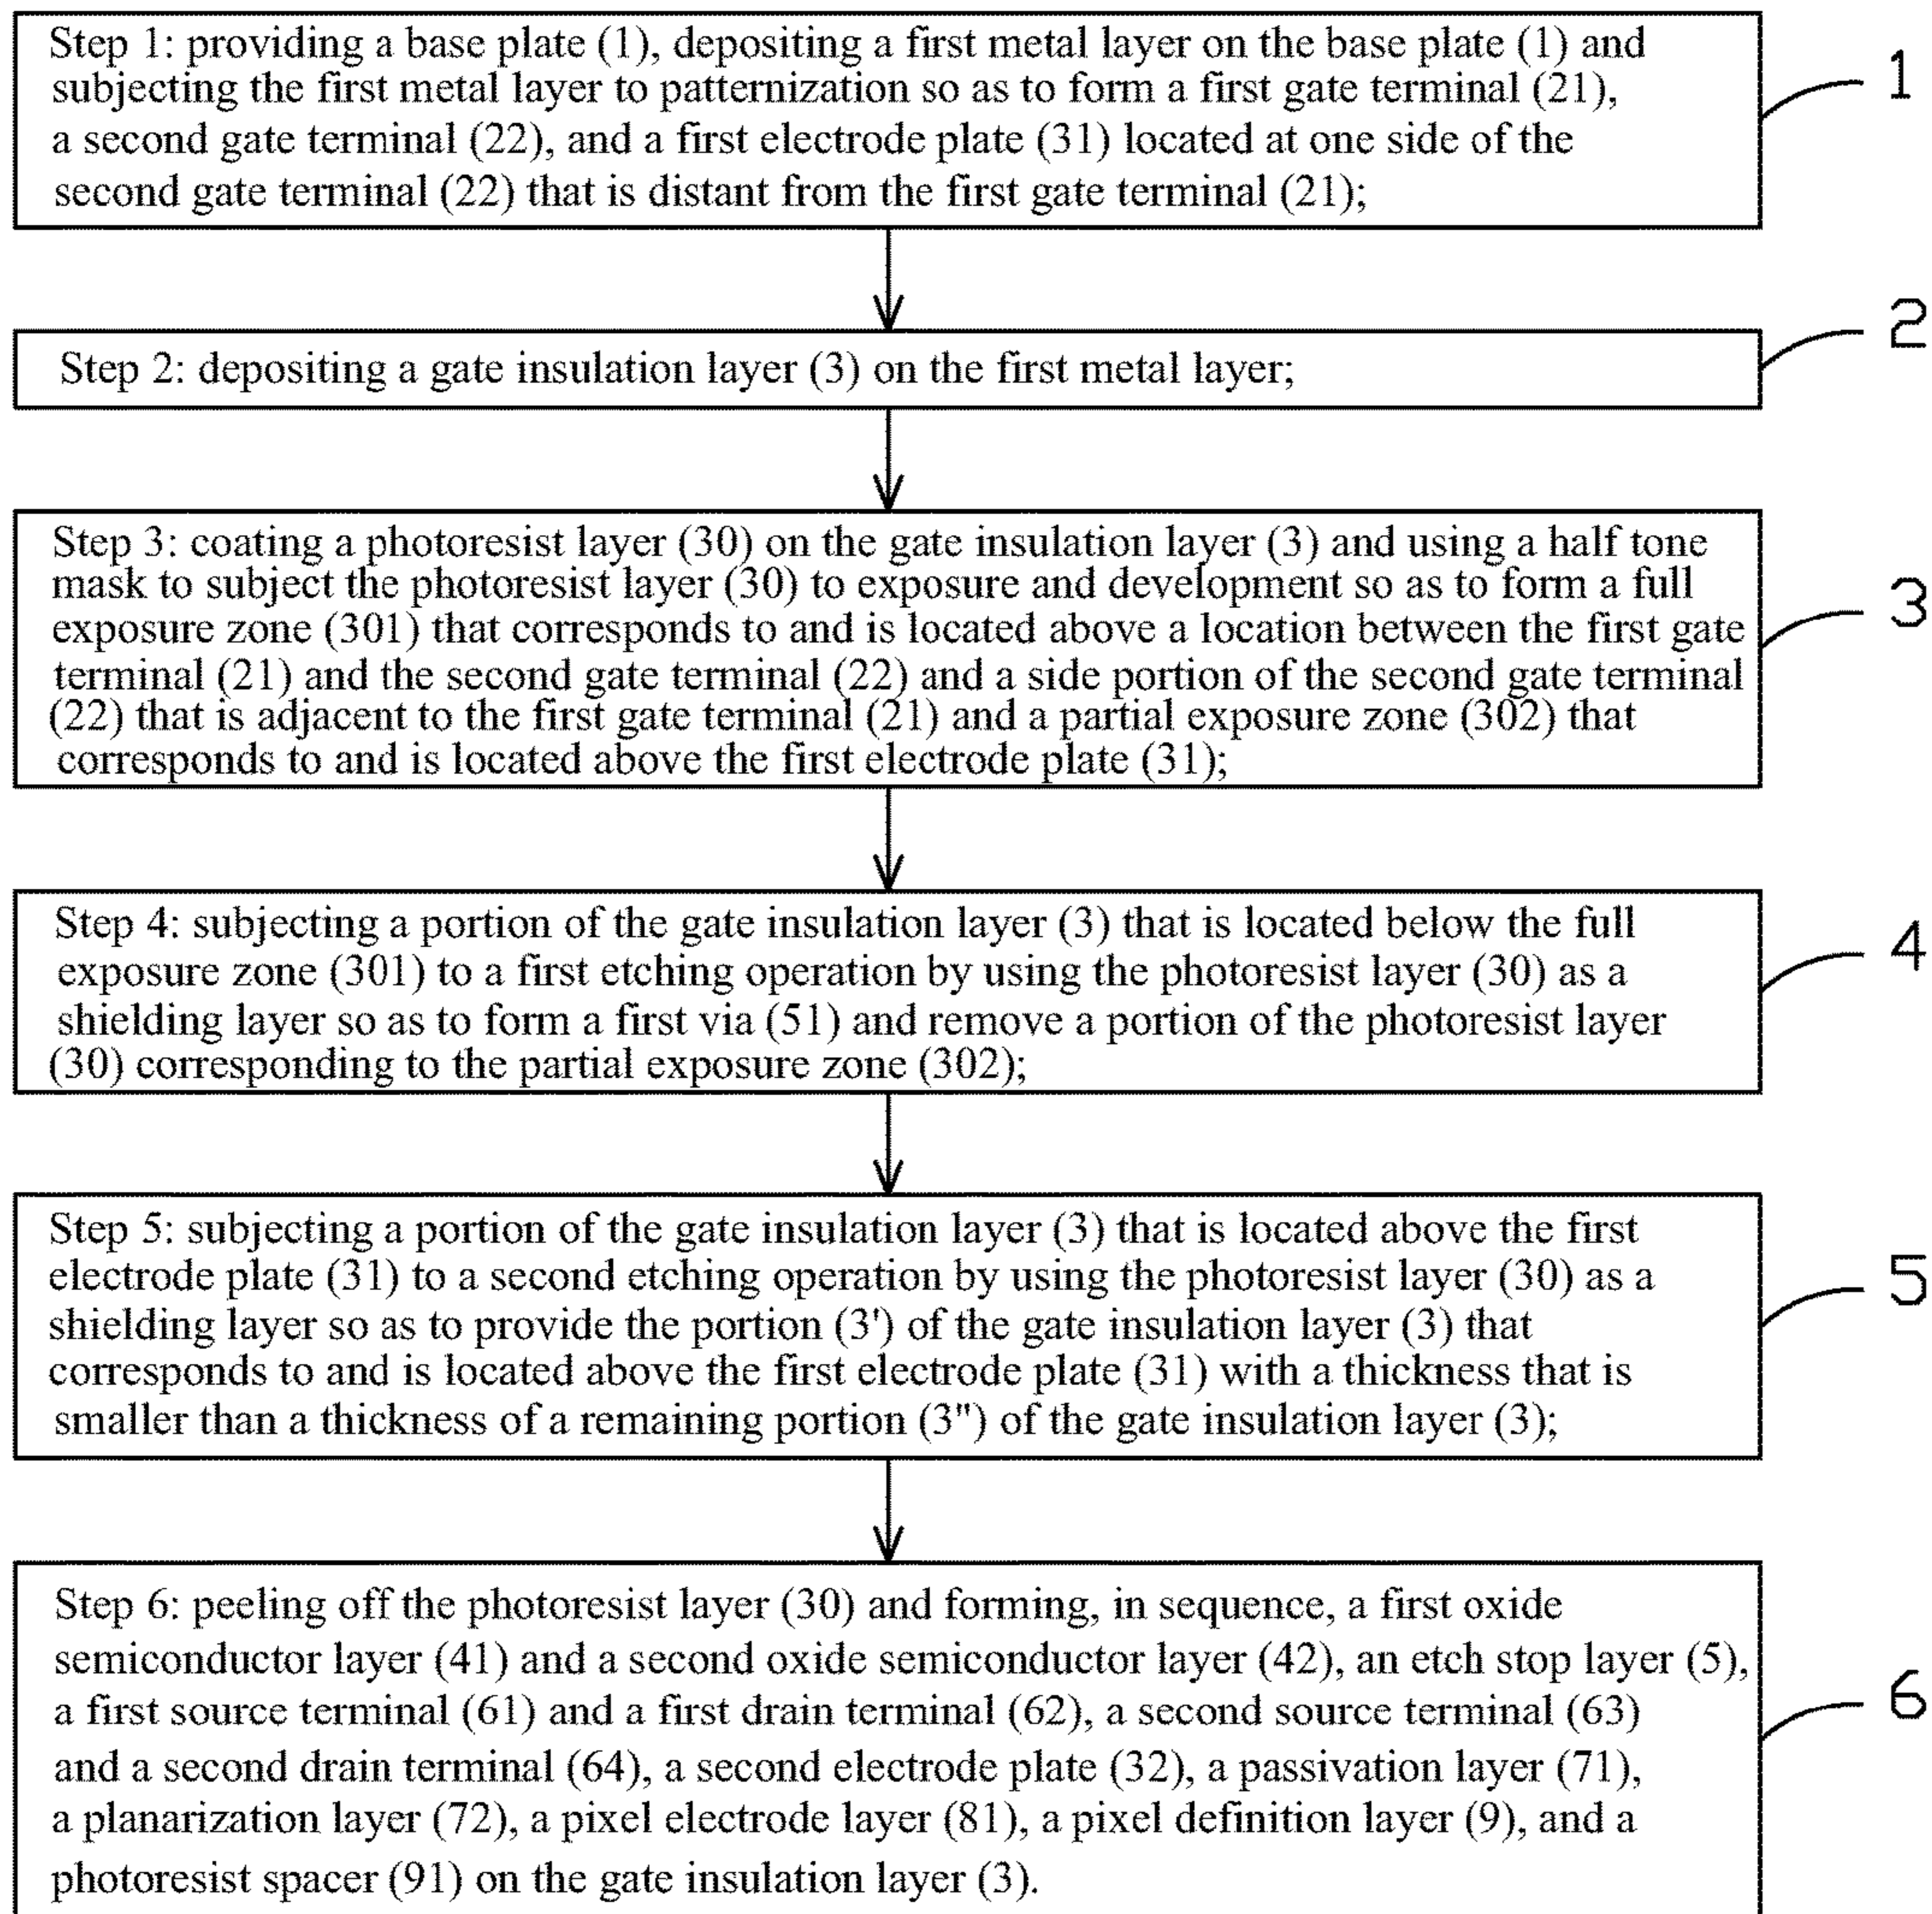 Step 1: providing a base plate (1), depositing a first metal layer on the base plate (1) and
subjecting the first metal layer to patternization so as to form a first gate terminal (21),
a second gate terminal (22), and a first electrode plate (31) located at one side of the
second gate terminal (22) that is distant from the first gate terminal (21);
1
Step 2: depositing a gate insulation layer (3) on the first metal layer;
2
Step 3: coating a photoresist layer (30) on the gate insulation layer (3) and using a half tone
mask to subject the photoresist layer (30) to exposure and development so as to form a full
exposure zone (301) that corresponds to and is located above a location between the first gate
terminal (21) and the second gate terminal (22) and a side portion of the second gate terminal
(22) that is adjacent to the first gate terminal (21) and a partial exposure zone (302) that
corresponds to and is located above the first electrode plate (31);
3
Step 4: subjecting a portion of the gate insulation layer (3) that is located below the full
exposure zone (301) to a first etching operation by using the photoresist layer (30) as a
shielding layer so as to form a first via (51) and remove a portion of the photoresist layer
(30) corresponding to the partial exposure zone (302);
4
Step 5: subjecting a portion of the gate insulation layer (3) that is located above the first
electrode plate (31) to a second etching operation by using the photoresist layer (30) as a
shielding layer so as to provide the portion (3') of the gate insulation layer (3) that
corresponds to and is located above the first electrode plate (31) with a thickness that is
smaller than a thickness of a remaining portion (3") of the gate insulation layer (3);
5
Step 6: peeling off the photoresist layer (30) and forming, in sequence, a first oxide
semiconductor layer (41) and a second oxide semiconductor layer (42), an etch stop layer (5),
a first source terminal (61) and a first drain terminal (62), a second source terminal (63)
and a second drain terminal (64), a second electrode plate (32), a passivation layer (71),
a planarization layer (72), a pixel electrode layer (81), a pixel definition layer (9), and a
photoresist spacer (91) on the gate insulation layer (3).
6